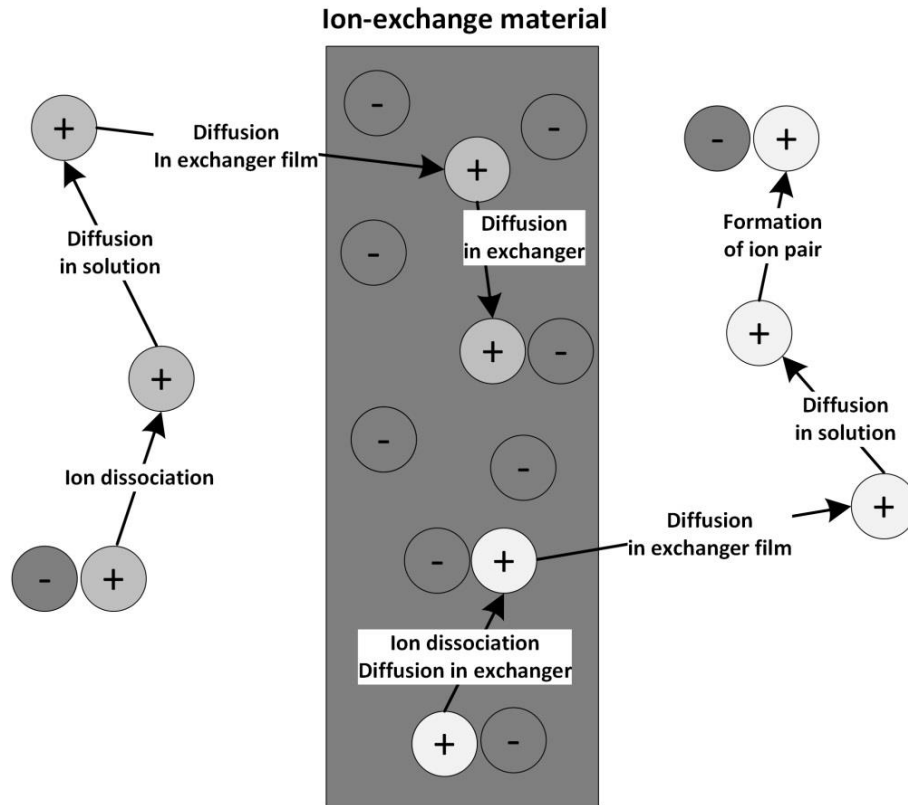 Ion-exchange material
Diffusion
In exchanger film
Diffusion
in solution
Ion dissociation
Diffusion
in exchanger
Ion dissociation
Diffusion in exchanger
Diffusion
in exchanger film
Diffusion
in solution
Formation
of ion pair
+
+
-
+
-
-
+
-
+
-
-
-
-
+
+
-
-
+
+
+